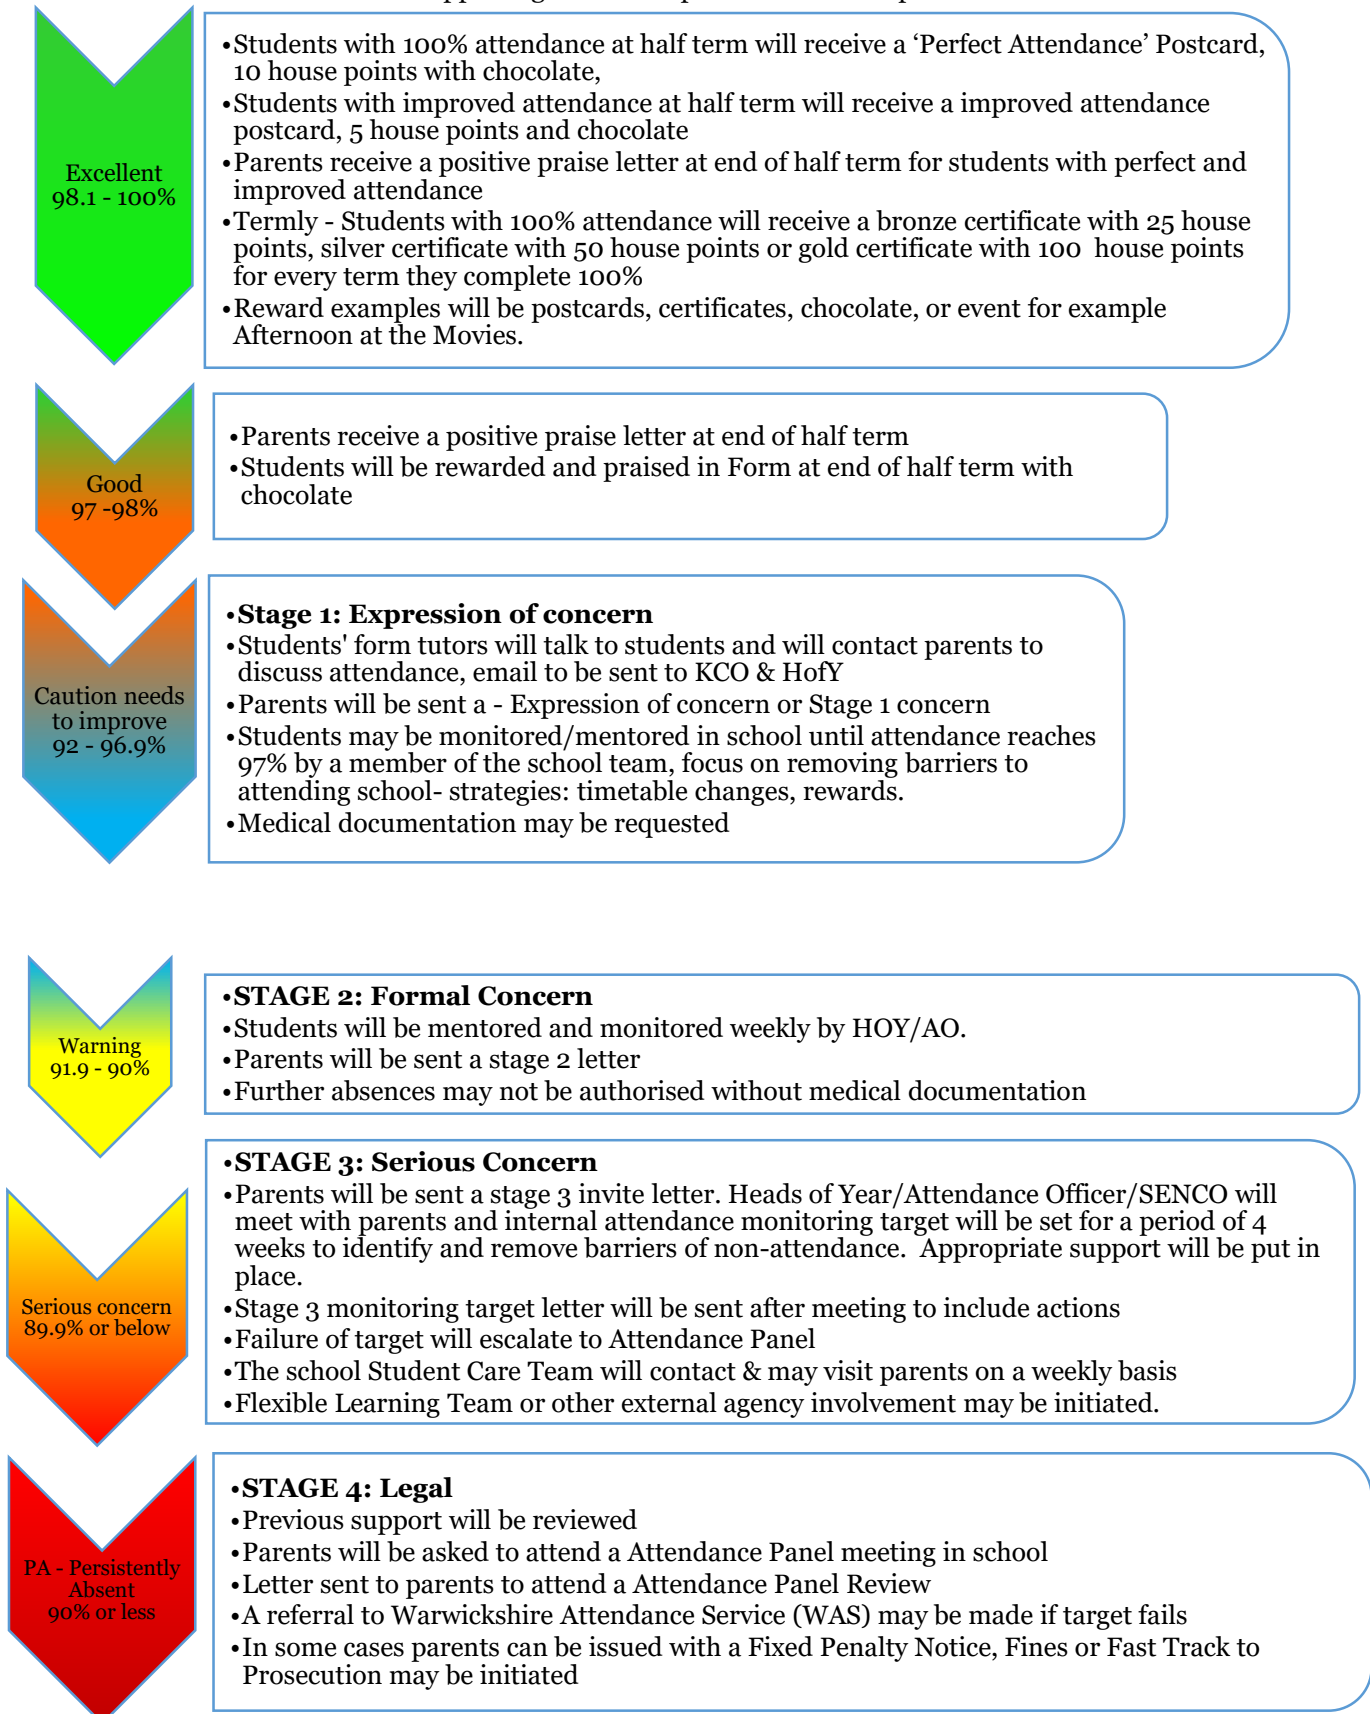 •Students with 100% attendance at half term will receive a ‘Perfect Attendance’ Postcard,
10 house points with chocolate,
•Students with improved attendance at half term will receive a improved attendance
postcard, 5 house points and chocolate
•Parents receive a positive praise letter at end of half term for students with perfect and
improved attendance
•Termly - Students with 100% attendance will receive a bronze certificate with 25 house
points, silver certificate with 50 house points or gold certificate with 100 house points
for every term they complete 100%
•Reward examples will be postcards, certificates, chocolate, or event for example
Afternoon at the Movies.
Excellent
98.1 - 100%
•Parents receive a positive praise letter at end of half term
•Students will be rewarded and praised in Form at end of half term with
chocolate
Good
97 -98%
•Stage 1: Expression of concern
•Students' form tutors will talk to students and will contact parents to
discuss attendance, email to be sent to KCO & HofY
•Parents will be sent a - Expression of concern or Stage 1 concern
•Students may be monitored/mentored in school until attendance reaches
97% by a member of the school team, focus on removing barriers to
attending school- strategies: timetable changes, rewards.
•Medical documentation may be requested
Caution needs
to improve
92 - 96.9%
•STAGE 2: Formal Concern
•Students will be mentored and monitored weekly by HOY/AO.
•Parents will be sent a stage 2 letter
•Further absences may not be authorised without medical documentation
Warning
91.9 - 90%
•STAGE 3: Serious Concern
•Parents will be sent a stage 3 invite letter. Heads of Year/Attendance Officer/SENCO will
meet with parents and internal attendance monitoring target will be set for a period of 4
weeks to identify and remove barriers of non-attendance.  Appropriate support will be put in
place.
•Stage 3 monitoring target letter will be sent after meeting to include actions
•Failure of target will escalate to Attendance Panel
•The school Student Care Team will contact & may visit parents on a weekly basis
•Flexible Learning Team or other external agency involvement may be initiated.
Serious concern
89.9% or below
•STAGE 4: Legal
•Previous support will be reviewed
•Parents will be asked to attend a Attendance Panel meeting in school
•Letter sent to parents to attend a Attendance Panel Review
•A referral to Warwickshire Attendance Service (WAS) may be made if target fails
•In some cases parents can be issued with a Fixed Penalty Notice, Fines or Fast Track to
Prosecution may be initiated
PA - Persistently
Absent
90% or less